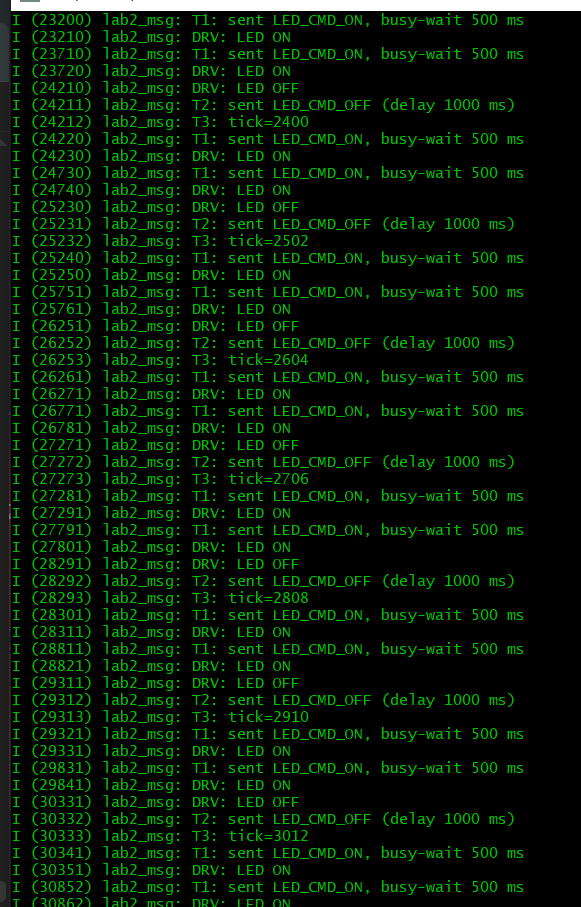 I (23200) lab2_msg: T1: sent LED_CMD_ON, busy-wait 500 ms
I (23210) lab2_msg: DRV: LED ON
I (23710) lab2_msg: T1: sent LED_CMD_ON, busy-wait 500 ms
I (23720) lab2_msg: DRV: LED ON
I (24210) lab2_msg: DRV: LED OFF
I (24211) lab2_msg: T2: sent LED_CMD_OFF (delay 1000 ms)
I (24212) lab2_msg: T3: tick=2400
I (24220) lab2_msg: T1: sent LED_CMD_ON, busy-wait 500 ms
I (24230) lab2_msg: DRV: LED ON
I (24730) lab2_msg: T1: sent LED_CMD_ON, busy-wait 500 ms
I (24740) lab2_msg: DRV: LED ON
I (25230) lab2_msg: DRV: LED OFF
I (25231) lab2_msg: T2: sent LED_CMD_OFF (delay 1000 ms)
I (25232) lab2_msg: T3: tick=2502
I (25240) lab2_msg: T1: sent LED_CMD_ON, busy-wait 500 ms
I (25250) lab2_msg: DRV: LED ON
I (25751) lab2_msg: T1: sent LED_CMD_ON, busy-wait 500 ms
I (25761) lab2_msg: DRV: LED ON
I (26251) lab2_msg: DRV: LED OFF
I (26252) lab2_msg: T2: sent LED_CMD_OFF (delay 1000 ms)
I (26253) lab2_msg: T3: tick=2604
I (26261) lab2_msg: T1: sent LED_CMD_ON, busy-wait 500 ms
I (26271) lab2_msg: DRV: LED ON
I (26771) lab2_msg: T1: sent LED_CMD_ON, busy-wait 500 ms
I (26781) lab2_msg: DRV: LED ON
I (27271) lab2_msg: DRV: LED OFF
I (27272) lab2_msg: T2: sent LED_CMD_OFF (delay 1000 ms)
I (27273) lab2_msg: T3: tick=2706
I (27281) lab2_msg: T1: sent LED_CMD_ON, busy-wait 500 ms
I (27291) lab2_msg: DRV: LED ON
I (27791) lab2_msg: T1: sent LED_CMD_ON, busy-wait 500 ms
I (27801) lab2_msg: DRV: LED ON
I (28291) lab2_msg: DRV: LED OFF
I (28292) lab2_msg: T2: sent LED_CMD_OFF (delay 1000 ms)
I (28293) lab2_msg: T3: tick=2808
I (28301) lab2_msg: T1: sent LED_CMD_ON, busy-wait 500 ms
I (28311) lab2_msg: DRV: LED ON
I (28811) lab2_msg: T1: sent LED_CMD_ON, busy-wait 500 ms
I (28821) lab2_msg: DRV: LED ON
I (29311) lab2_msg: DRV: LED OFF
I (29312) lab2_msg: T2: sent LED_CMD_OFF (delay 1000 ms)
I (29313) lab2_msg: T3: tick=2910
I (29321) lab2_msg: T1: sent LED_CMD_ON, busy-wait 500 ms
I (29331) lab2_msg: DRV: LED ON
I (29831) lab2_msg: T1: sent LED_CMD_ON, busy-wait 500 ms
I (29841) lab2_msg: DRV: LED ON
I (30331) lab2_msg: DRV: LED OFF
I (30332) lab2_msg: T2: sent LED_CMD_OFF (delay 1000 ms)
I (30333) lab2_msg: T3: tick=3012
I (30341) lab2_msg: T1: sent LED_CMD_ON, busy-wait 500 ms
I (30351) lab2_msg: DRV: LED ON
I (30852) lab2_msg: T1: sent LED_CMD_ON, busy-wait 500 ms
I (30862) lab2_msg: DRV: LED ON